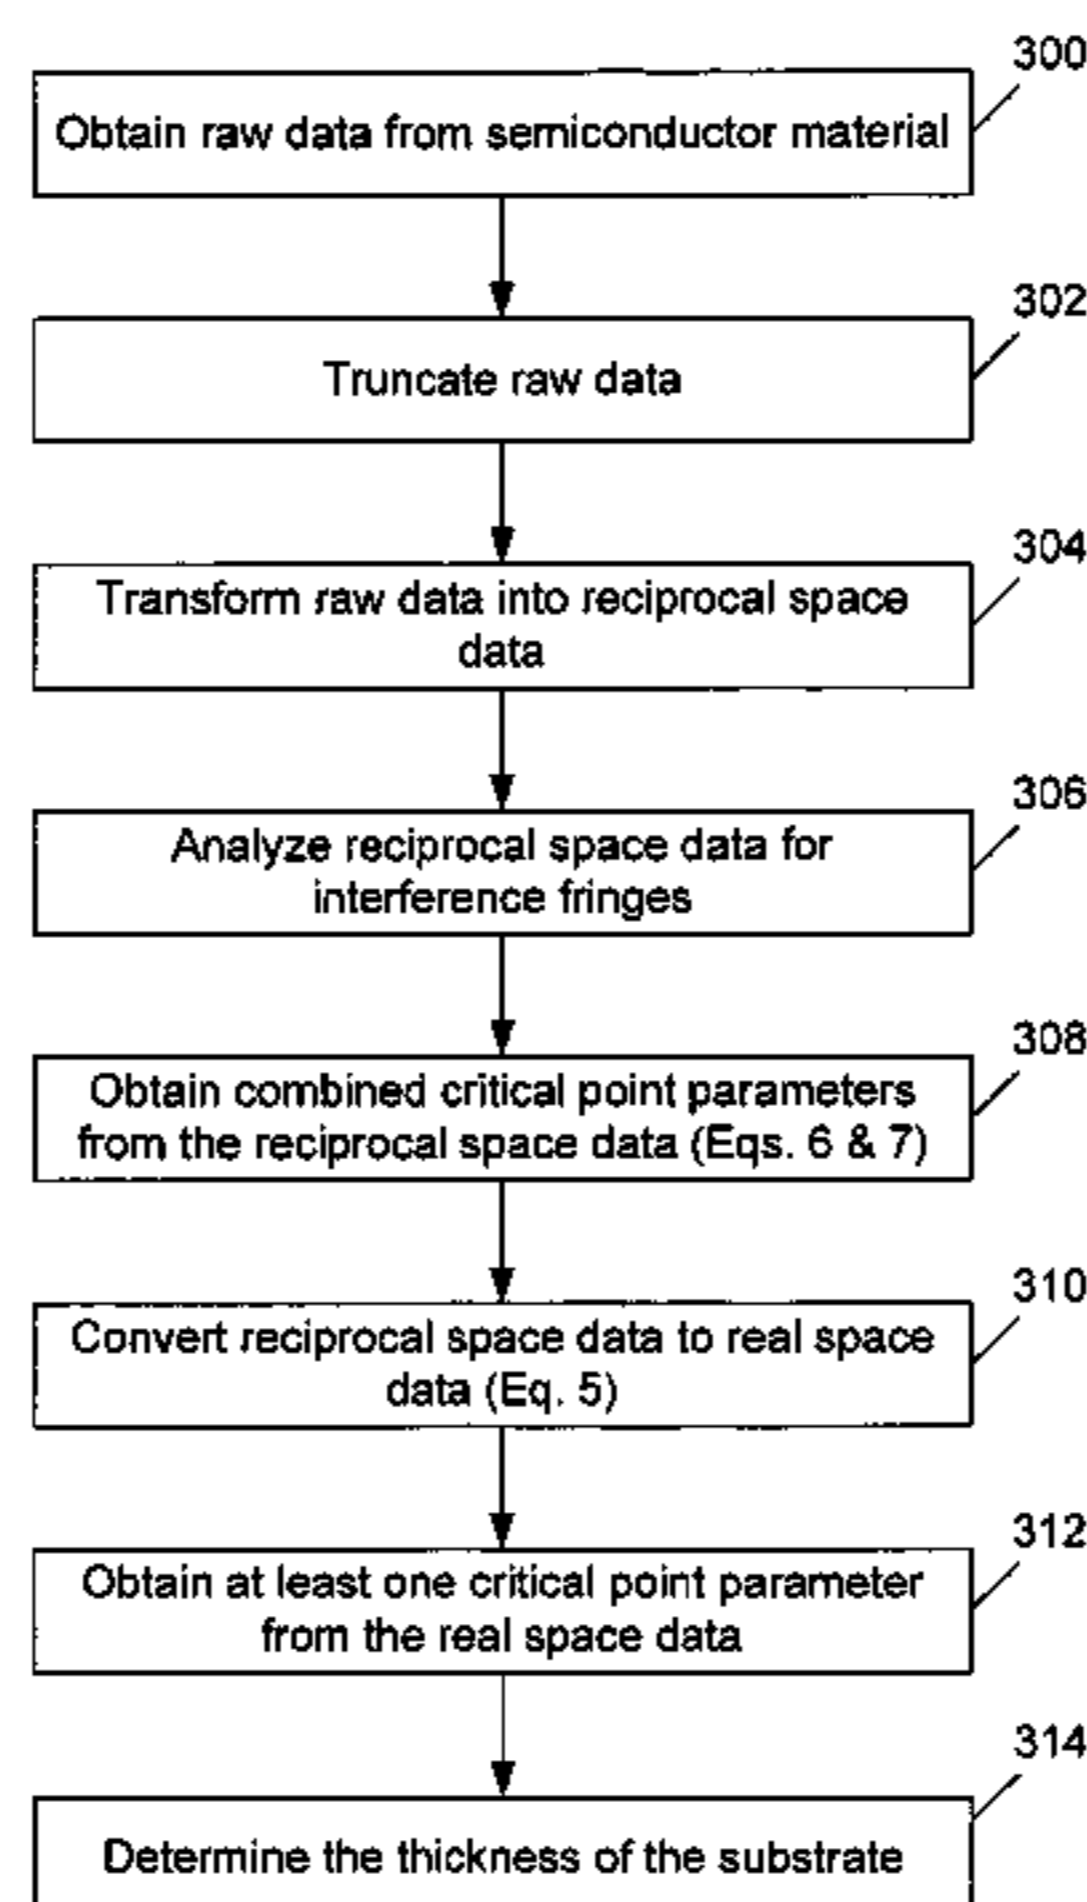 300
Obtain raw data from semiconductor material
302
Truncate raw data
304
Transform raw data into reciprocal space
data
306
Analyze reciprocal space data for
interference fringes
308
Obtain combined critical point parameters
from the reciprocal space data (Eqs. 6 & 7)
310
Convert reciprocal space data to real space
data (Eq. 5)
312
Obtain at least one critical point parameter
from the real space data
314
Determine the thickness of the substrate